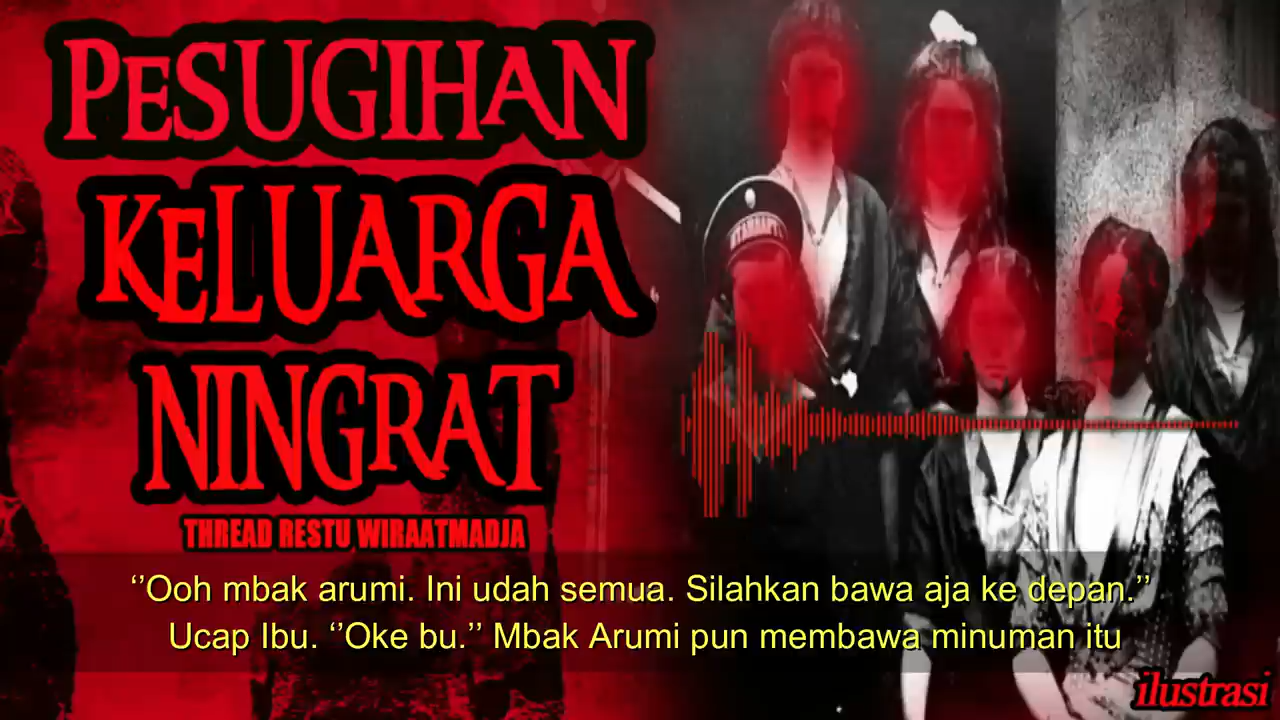 PESUGIHAN
KELUARGA
NINGRAT
THREAD RESTU WIRAATMADJA
‘’Ooh mbak arumi. Ini udah semua. Silahkan bawa aja ke depan.’’
Ucap Ibu. ‘’Oke bu.’’ Mbak Arumi pun membawa minuman itu
ilustrasi